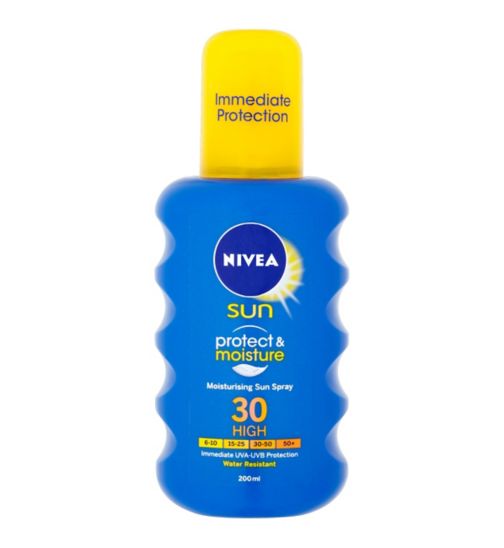 Immediate
Protection
NIVEA
sun
protect &
moisture
Moisturising Sun Spray
30
HIGH
6-10 15-25 30-50 50+
Immediate UVA-UVB Protection
Water Resistant
200ml